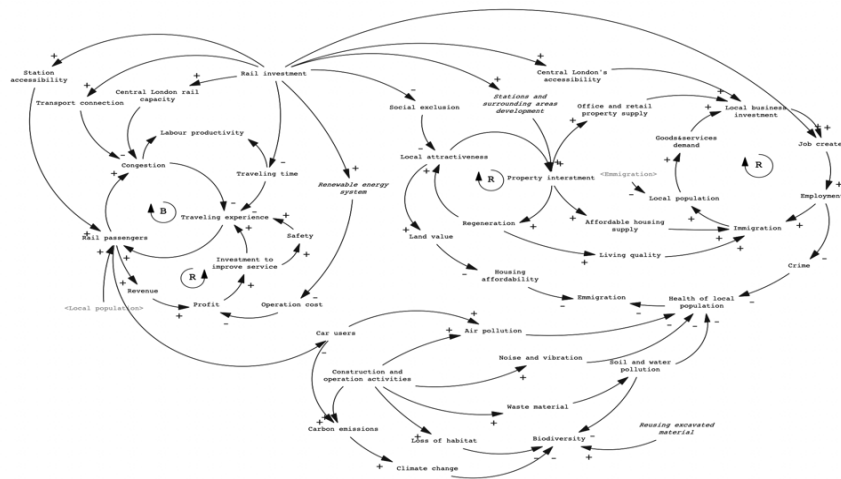 Station
accessibility
Rail investment
Central London's
accessibility
Transport connection
Central London rail
capacity
Social exclusion
Stations and
surrounding areas
development
Office and retail
property supply
Local business
investment
Labour productivity
Goods&services
demand
Job create
Congestion
Local attractiveness
R
Traveling time
R
Property interstment
<Emmigration>
Renewable energy
system
Local population
Employmen
B
Traveling experience
Rail passengers
Safety
Land value
Regeneration
Affordable housing
supply
Immigration
Investment to
improve service
R
Living quality
Crime
Housing
affordability
Revenue
<Local population>
Profit
Operation cost
Emmigration
Health of local
population
Car users
Air pollution
Construction and
operation activities
Noise and vibration
Soil and water
pollution
Waste material
Carbon emissions
Loss of habitat
Biodiversity
Reusing excavated
material
Climate change